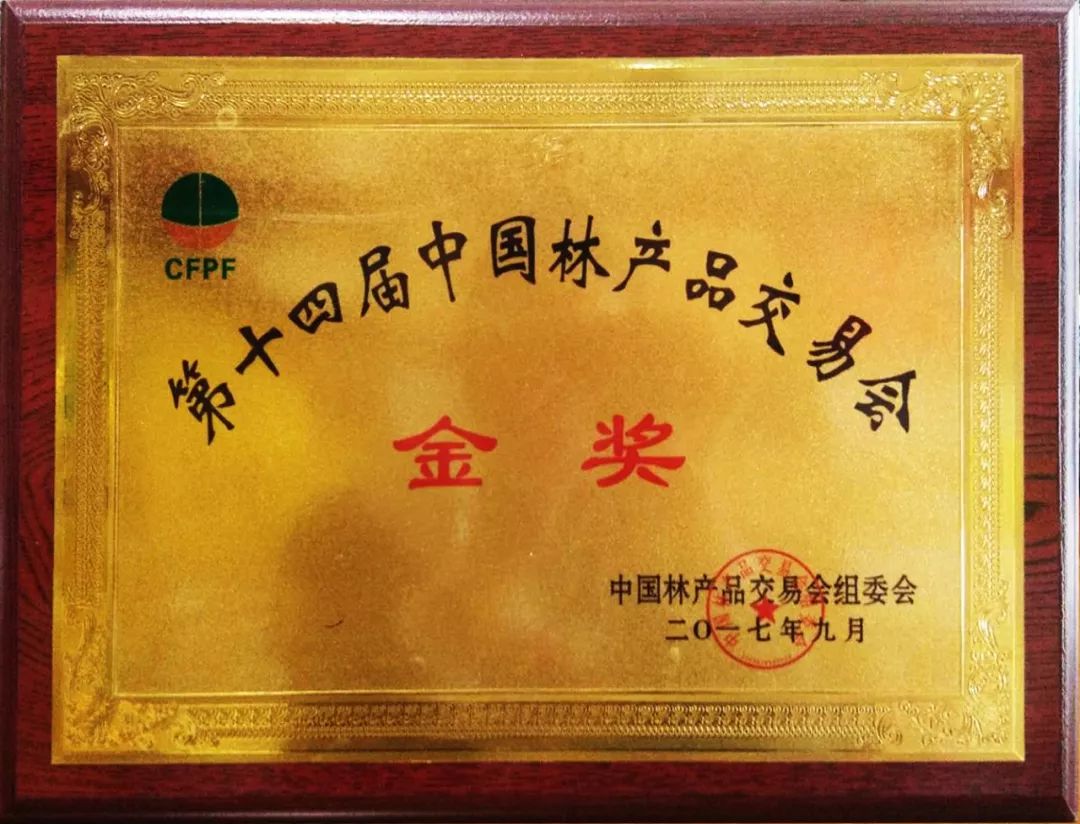 CFPF
第十四届中国林产品交易会
金奖
中国林产品交易会组委会
二〇一七年九月